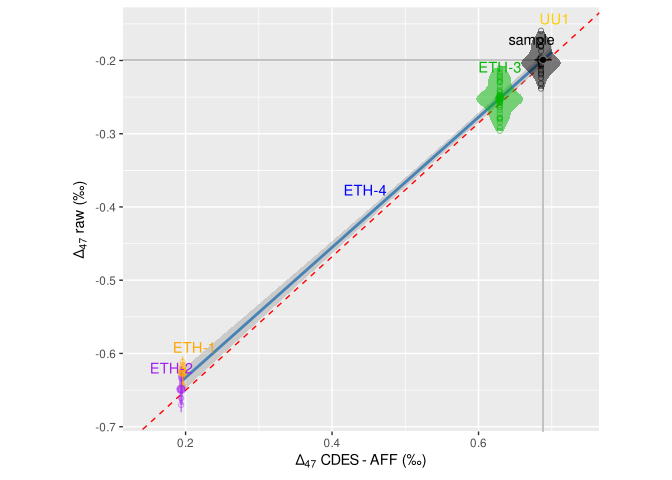 UU1
sample
ETH-3
ETH-4
ETH-1
ETH-2
-0.2
-0.3
-0.4
-0.5
-0.6
-0.7
0.2
0.4
0.6
Δ47 raw (‰)
Δ47 CDES - AFF (‰)